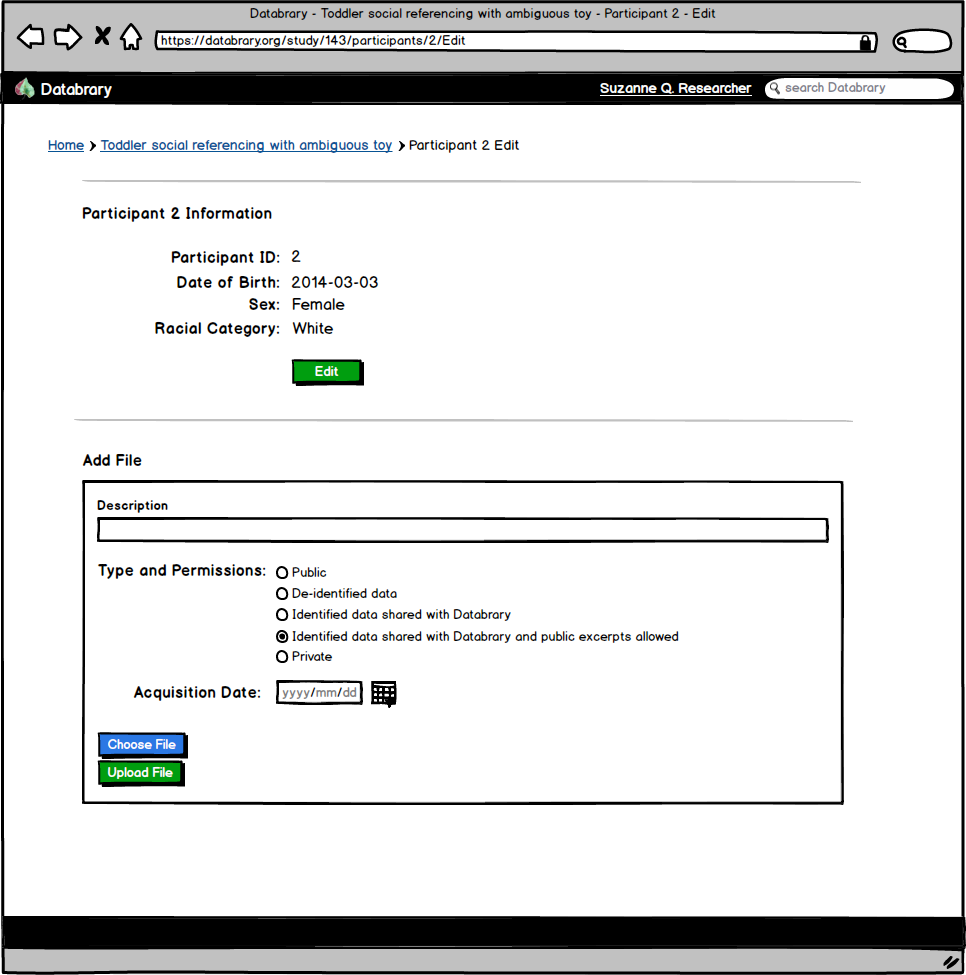 Databrary - Toddler social referencing with ambiguous toy - Participant 2 - Edit
https://databrary.org/study/143/participants/2/Edit
Databrary
Suzanne Q. Researcher
search Databrary
Home > Toddler social referencing with ambiguous toy > Participant 2 Edit
Participant 2 Information
Participant ID: 2
Date of Birth: 2014-03-03
Sex: Female
Racial Category: White
Edit
Add File
Description
Type and Permissions:
Public
De-identified data
Identified data shared with Databrary
Identified data shared with Databrary and public excerpts allowed
Private
Acquisition Date: yyyy/mm/dd
Choose File
Upload File